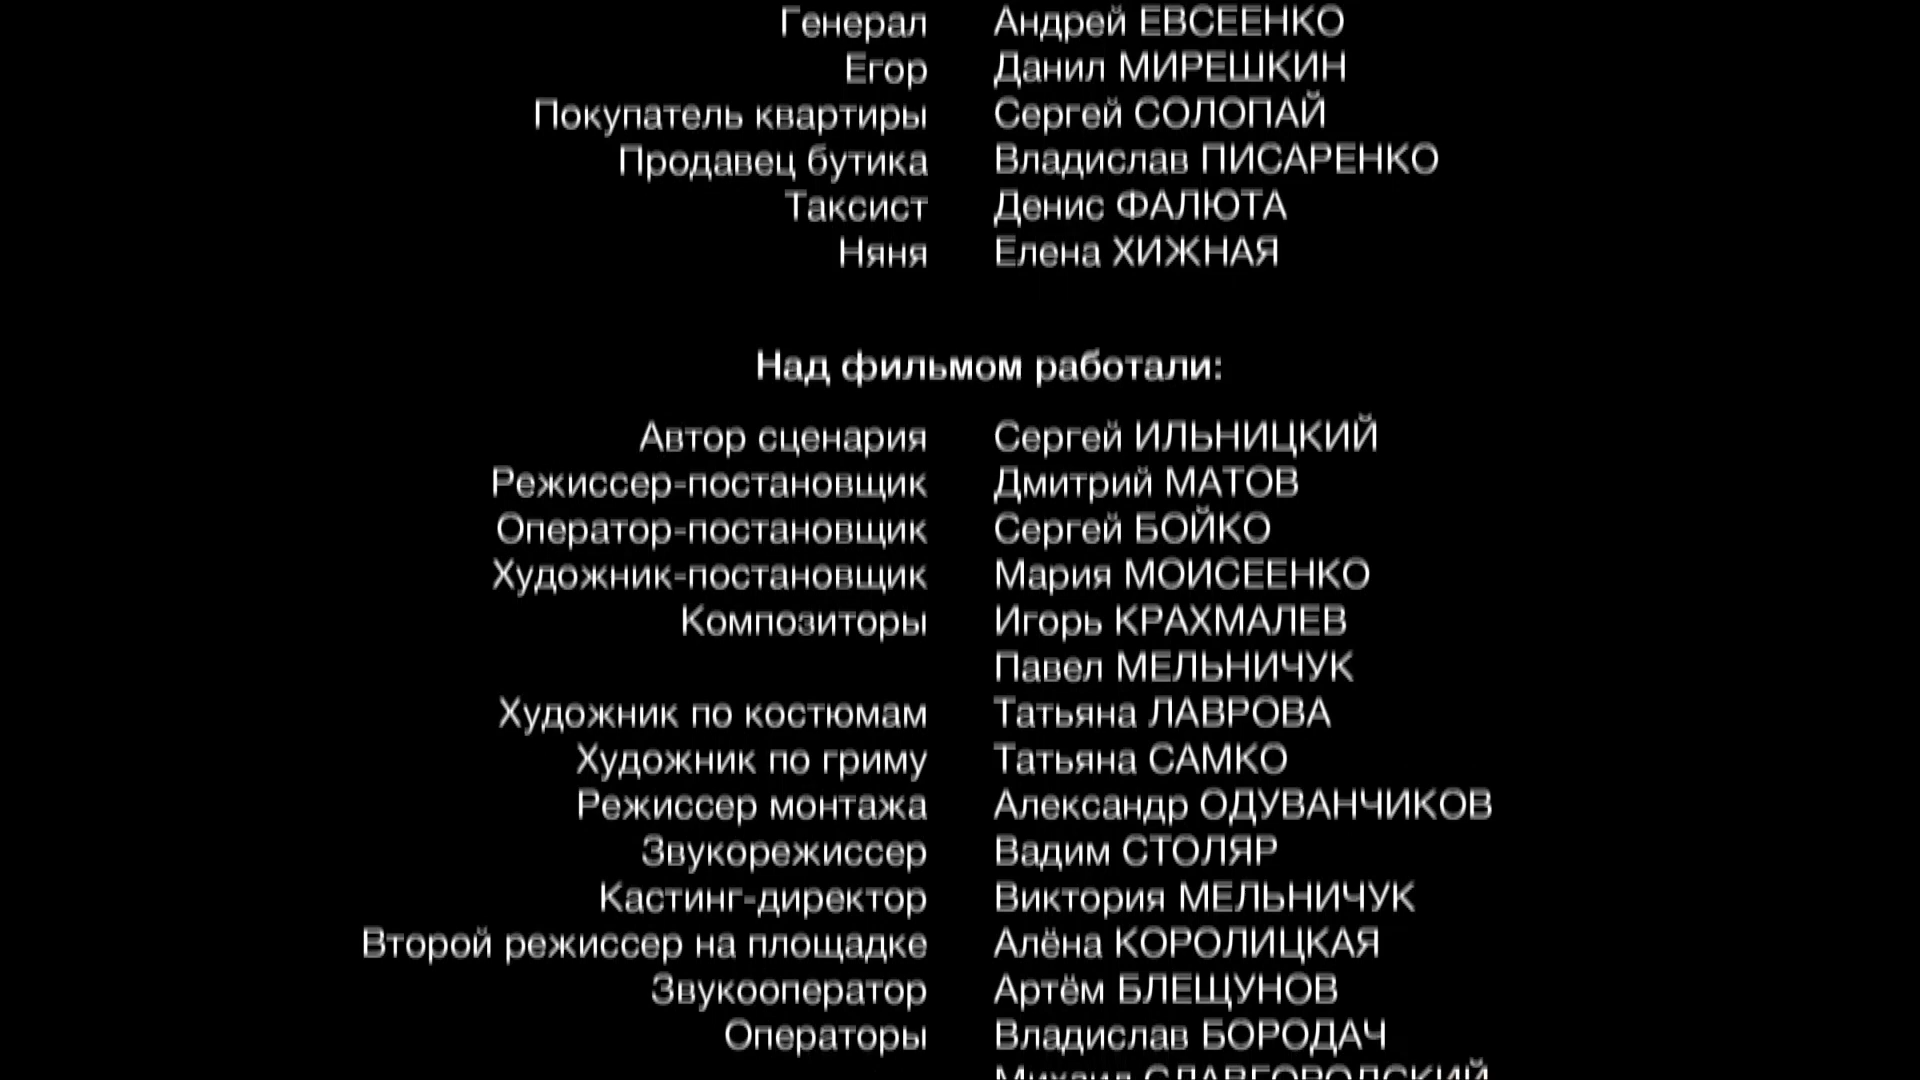 Генерал Андрей ЕВСЕЕНКО
Егор Данил МИРЕШКИН
Покупатель квартиры Сергей СОЛОПАЙ
Продавец бутика Владислав ПИСАРЕНКО
Таксист Денис ФАЛЮТА
Няня Елена ХИЖНАЯ
Над фильмом работали:
Автор сценария Сергей ИЛЬНИЦКИЙ
Режиссер-постановщик Дмитрий МАТОВ
Оператор-постановщик Сергей БОЙКО
Художник-постановщик Мария МОИСЕЕНКО
Композиторы Игорь КРАХМАЛЕВ
Павел МЕЛЬНИЧУК
Художник по костюмам Татьяна ЛАВРОВА
Художник по гриму Татьяна САМКО
Режиссер монтажа Александр ОДУВАНЧИКОВ
Звукорежиссер Вадим СТОЛЯР
Кастинг-директор Виктория МЕЛЬНИЧУК
Второй режиссер на площадке Алёна КОРОЛИЦКАЯ
Звукооператор Артём БЛЕЩУНОВ
Операторы Владислав БОРОДАЧ
Михаил СЛАВГОРОДСКИЙ